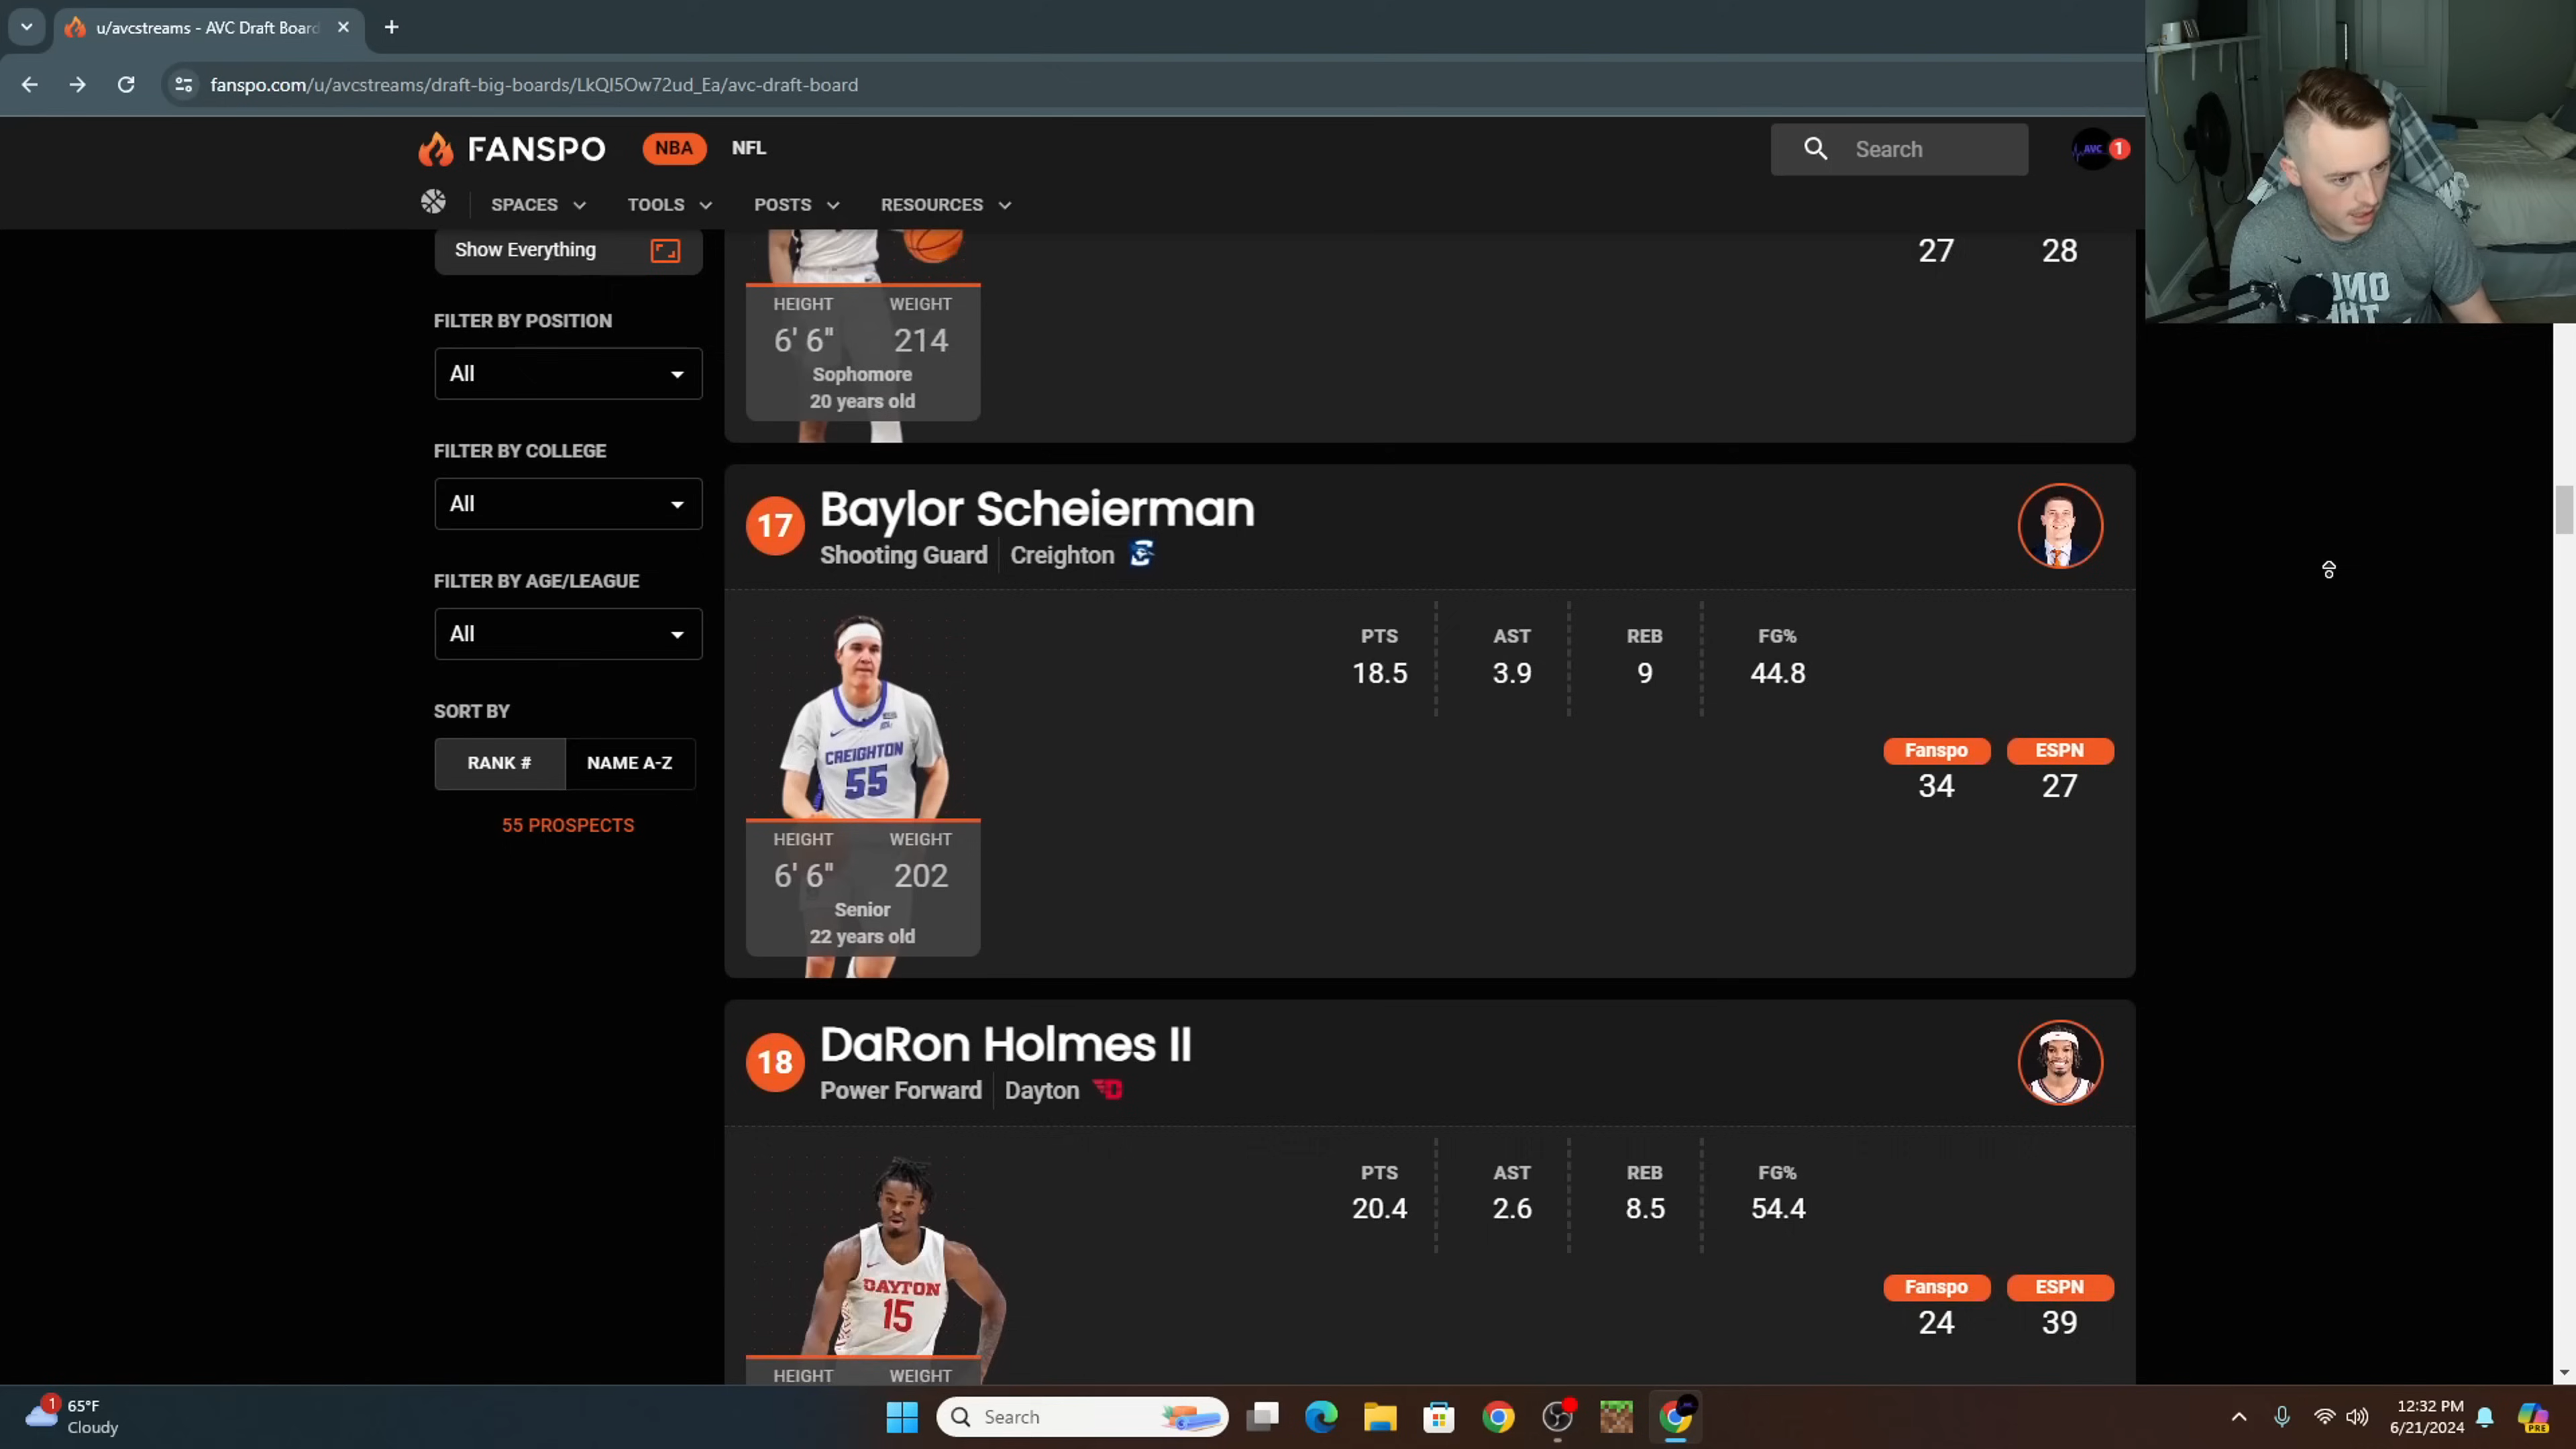 u/avcstreams - AVC Draft Board
fanspo.com/u/avcstreams/draft-big-boards/LkQI5Ow72ud_Ea/avc-draft-board
FANSPO NBA NFL
Search
AVC 1
SPACES TOOLS POSTS RESOURCES
Show Everything
27 28
HEIGHT WEIGHT
6' 6" 214
Sophomore
20 years old
FILTER BY POSITION
All
FILTER BY COLLEGE
All
FILTER BY AGE/LEAGUE
All
SORT BY
RANK # NAME A-Z
55 PROSPECTS
17 Baylor Scheierman
Shooting Guard Creighton
PTS AST REB FG%
18.5 3.9 9 44.8
Fanspo ESPN
34 27
CREIGHTON
55
HEIGHT WEIGHT
6' 6" 202
Senior
22 years old
18 DaRon Holmes II
Power Forward Dayton
PTS AST REB FG%
20.4 2.6 8.5 54.4
Fanspo ESPN
24 39
DAYTON
15
HEIGHT WEIGHT
1
65°F
Cloudy
Search
12:32 PM
6/21/2024
PRE